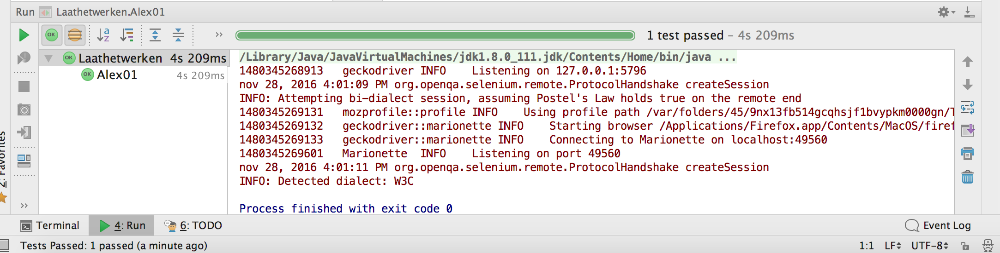 Run Laathetwerken.Alex01
OK a z >> 1 test passed – 4s 209ms
OK Laathetwerken 4s 209ms
OK Alex01 4s 209ms
/Library/Java/JavaVirtualMachines/jdk1.8.0_111.jdk/Contents/Home/bin/java ...
1480345268913 geckodriver INFO Listening on 127.0.0.1:5796
nov 28, 2016 4:01:09 PM org.openqa.selenium.remote.ProtocolHandshake createSession
INFO: Attempting bi-dialect session, assuming Postel's Law holds true on the remote end
1480345269131 mozprofile::profile INFO Using profile path /var/folders/45/9nx13fb514gcqhsjf1bvypkm0000gn/T
1480345269132 geckodriver::marionette INFO Starting browser /Applications/Firefox.app/Contents/MacOS/firef
1480345269133 geckodriver::marionette INFO Connecting to Marionette on localhost:49560
1480345269601 Marionette INFO Listening on port 49560
nov 28, 2016 4:01:11 PM org.openqa.selenium.remote.ProtocolHandshake createSession
INFO: Detected dialect: W3C
Process finished with exit code 0
2: Favorites
>>
Terminal 4: Run 6: TODO Event Log
Tests Passed: 1 passed (a minute ago) 1:1 LF UTF-8